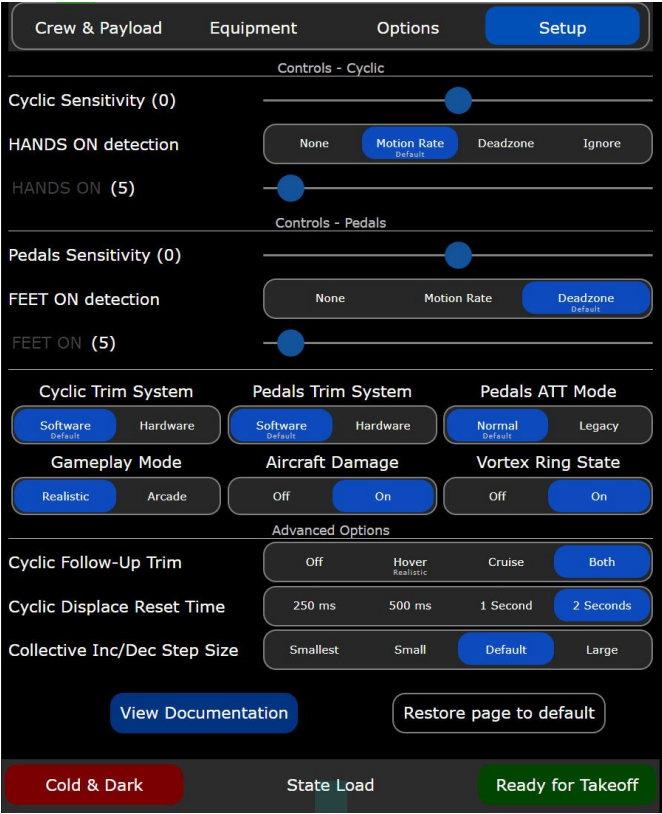 Crew & Payload Equipment Options Setup
Controls - Cyclic
Cyclic Sensitivity (0)
HANDS ON detection None Motion Rate Deadzone Ignore
Default
HANDS ON (5)
Controls - Pedals
Pedals Sensitivity (0)
FEET ON detection None Motion Rate Deadzone
Default
FEET ON (5)
Cyclic Trim System Pedals Trim System Pedals ATT Mode
Software Hardware Software Hardware Normal Legacy
Default Default Default
Gameplay Mode Aircraft Damage Vortex Ring State
Realistic Arcade Off On Off On
Advanced Options
Cyclic Follow-Up Trim Off Hover Cruise Both
Realistic
Cyclic Displace Reset Time 250 ms 500 ms 1 Second 2 Seconds
Collective Inc/Dec Step Size Smallest Small Default Large
View Documentation Restore page to default
Cold & Dark State Load Ready for Takeoff